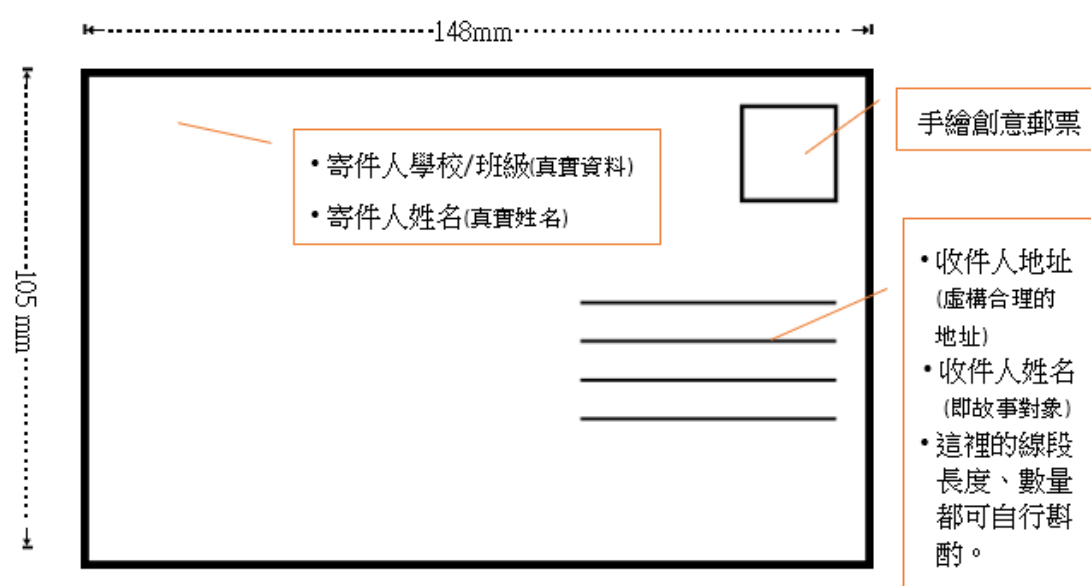 148mm
105 mm
• 寄件人學校/班級(真實資料)
• 寄件人姓名(真實姓名)
手繪創意郵票
• 收件人地址
(虛構合理的
地址)
• 收件人姓名
(即故事對象)
• 這裡的線段
長度、數量
都可自行斟
酌。